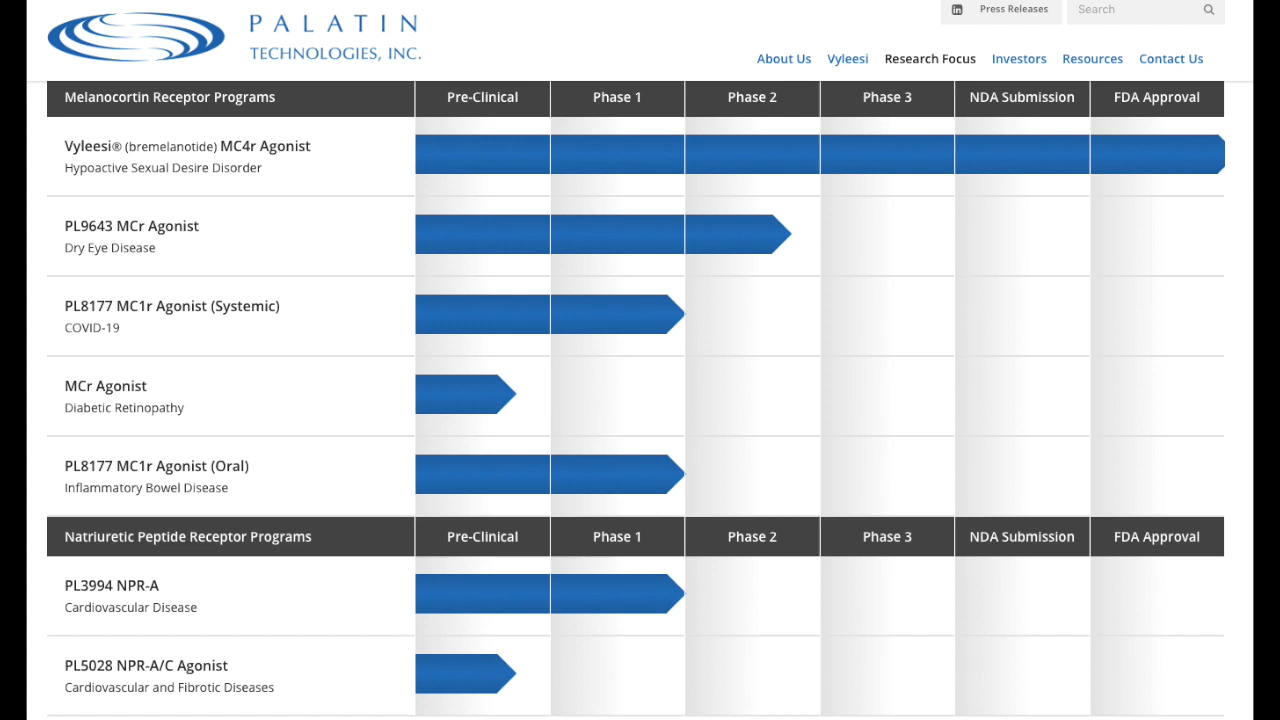 PALATIN
TECHNOLOGIES, INC.
Press Releases
Search
About Us Vyleesi Research Focus Investors Resources Contact Us
Melanocortin Receptor Programs Pre-Clinical Phase 1 Phase 2 Phase 3 NDA Submission FDA Approval
Vyleesi® (bremelanotide) MC4r Agonist
Hypoactive Sexual Desire Disorder
PL9643 MCr Agonist
Dry Eye Disease
PL8177 MC1r Agonist (Systemic)
COVID-19
MCr Agonist
Diabetic Retinopathy
PL8177 MC1r Agonist (Oral)
Inflammatory Bowel Disease
Natriuretic Peptide Receptor Programs Pre-Clinical Phase 1 Phase 2 Phase 3 NDA Submission FDA Approval
PL3994 NPR-A
Cardiovascular Disease
PL5028 NPR-A/C Agonist
Cardiovascular and Fibrotic Diseases